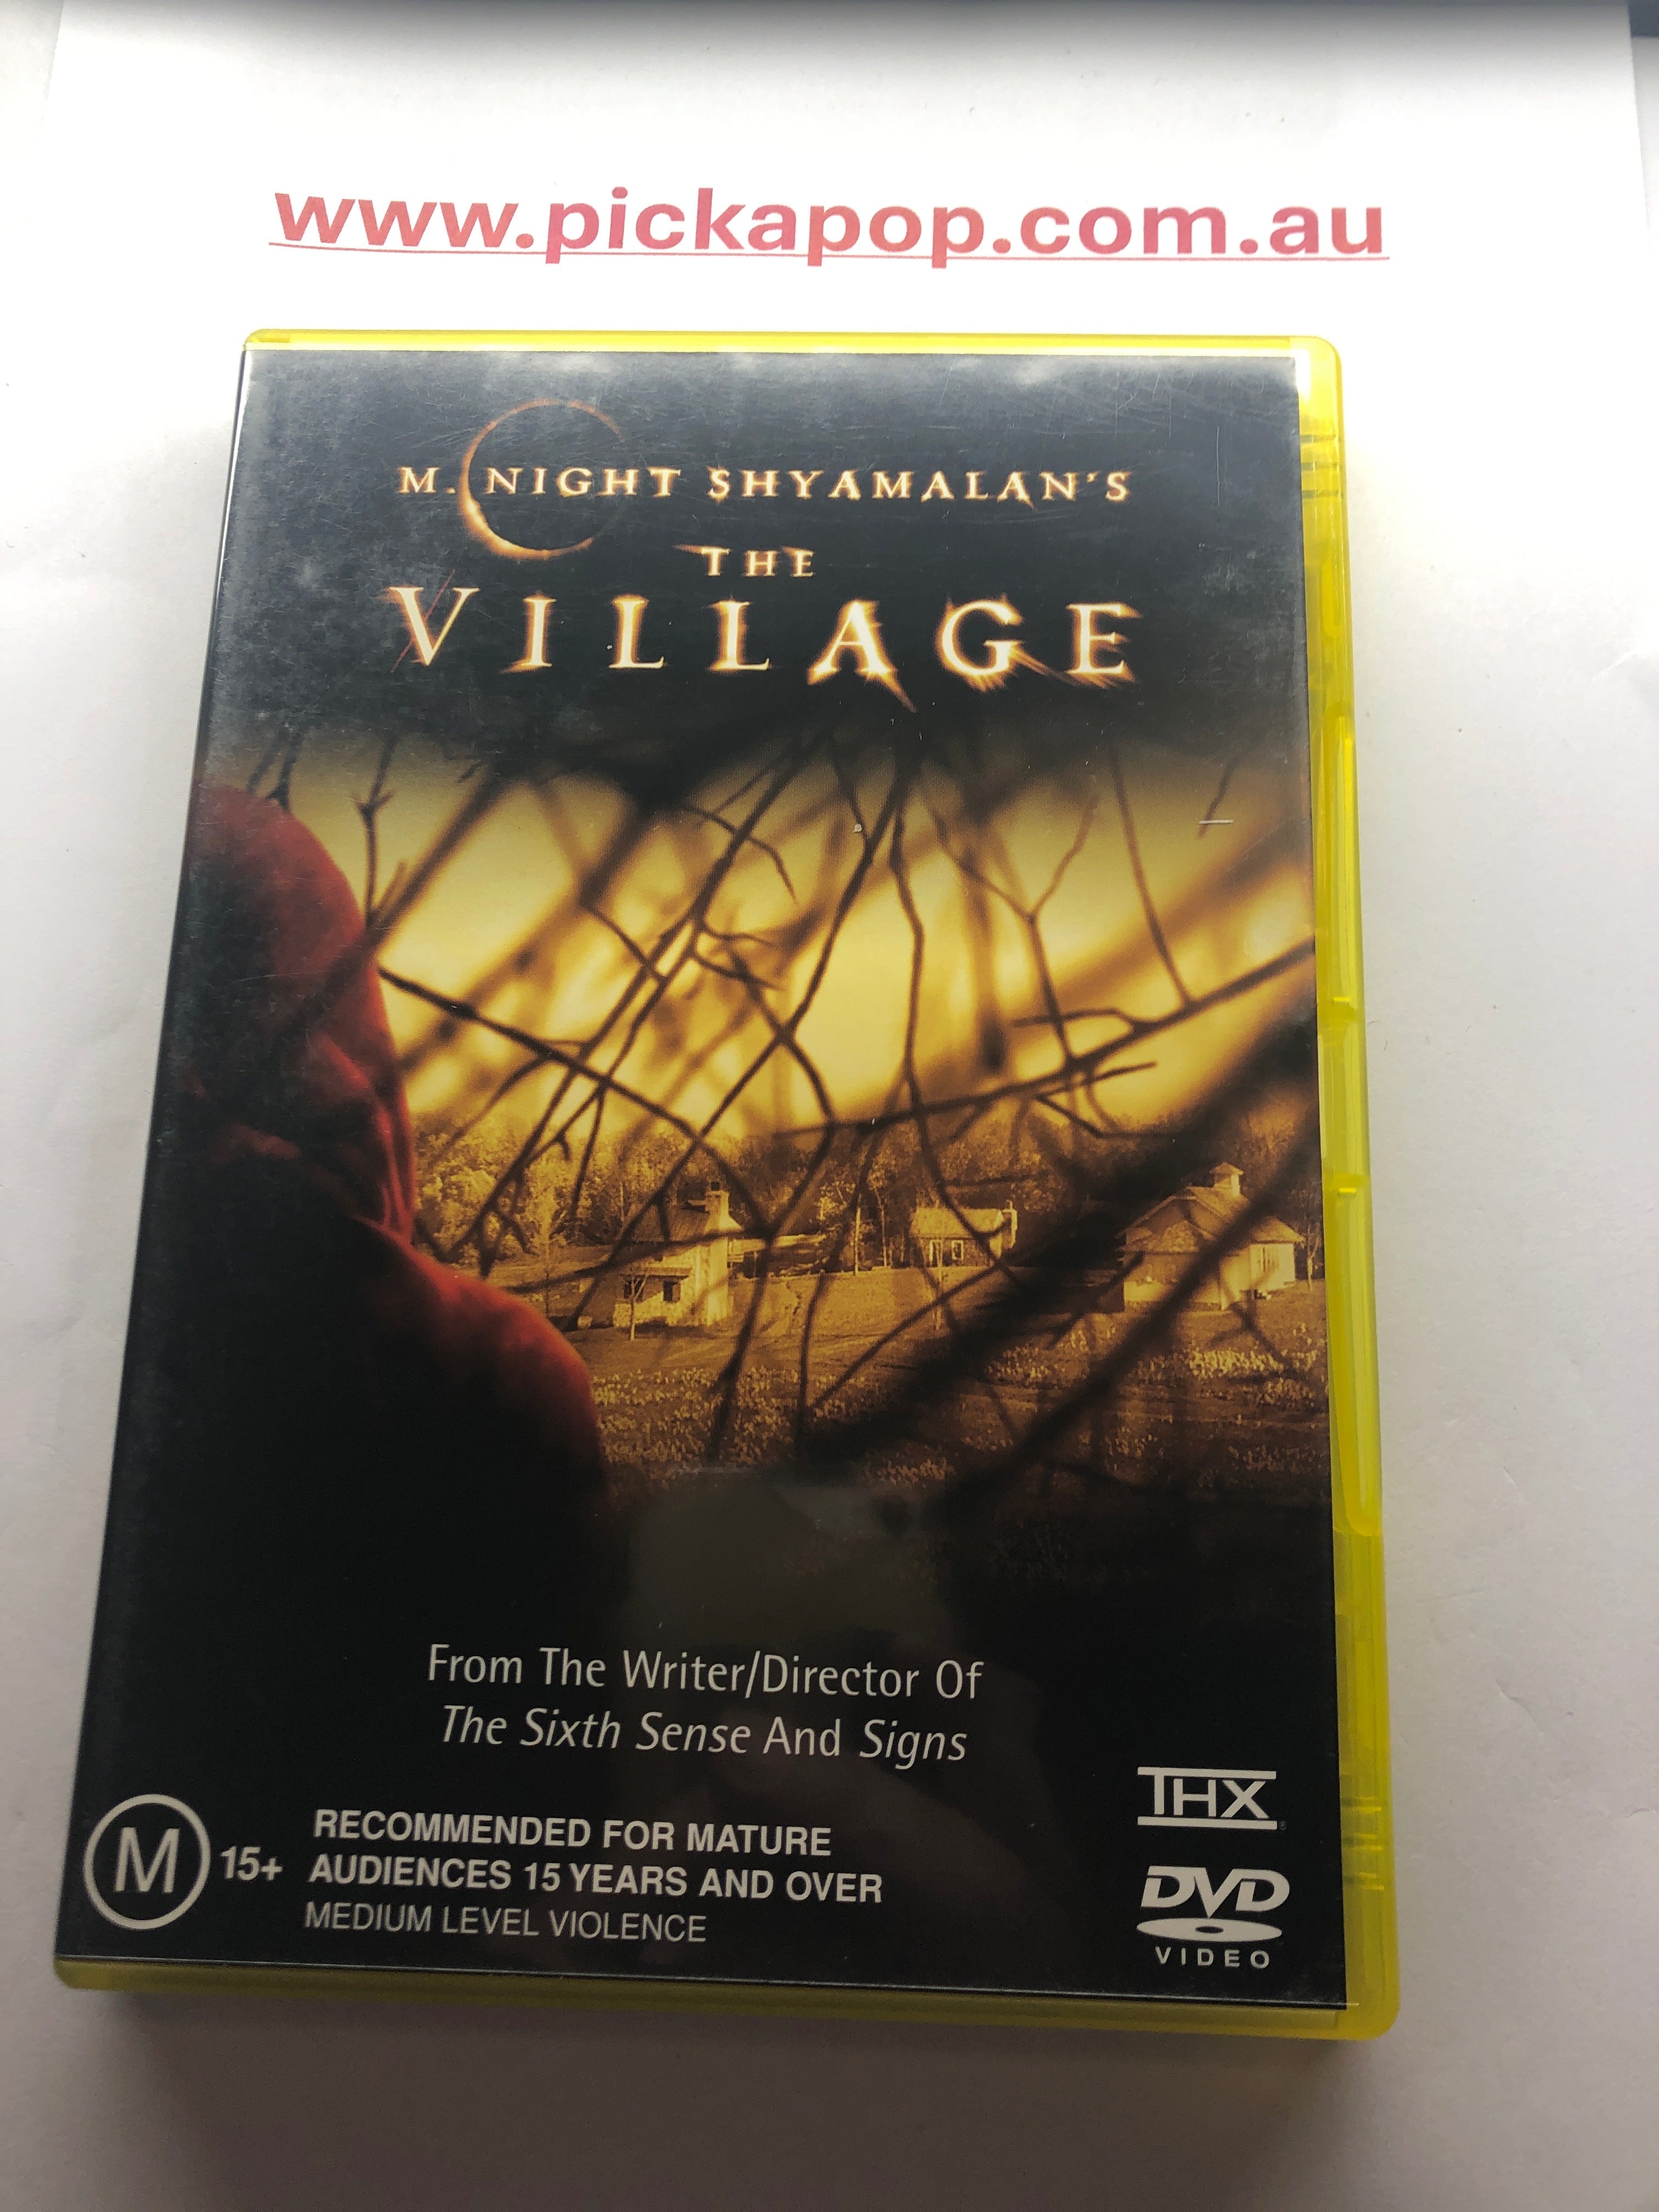 www.pickapop.com.au
M. NIGHT SHYAMALAN'S
THE
VILLAGE
From The Writer/Director Of
The Sixth Sense And Signs
M 15+
RECOMMENDED FOR MATURE
AUDIENCES 15 YEARS AND OVER
MEDIUM LEVEL VIOLENCE
THX
DVD
VIDEO